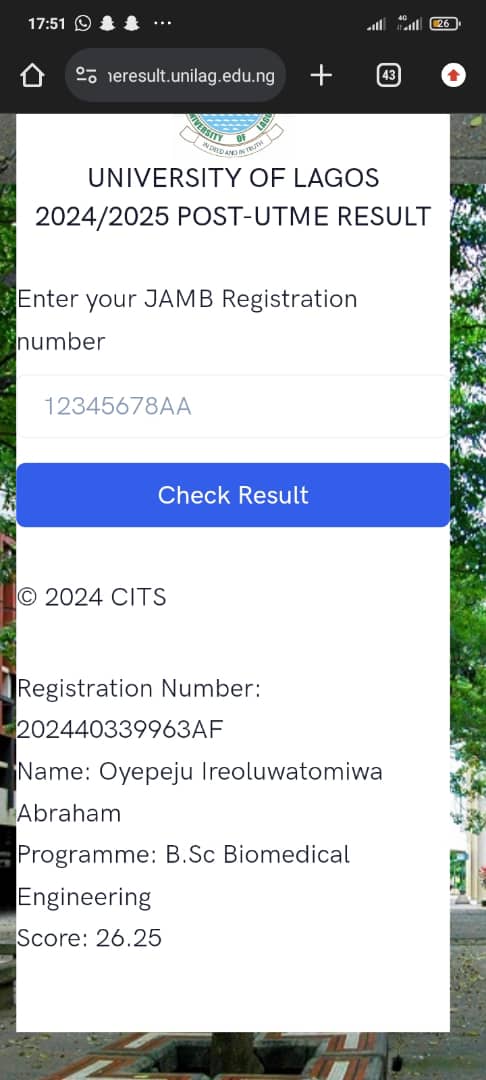 17:51
4G
26
neresult.unilag.edu.ng
43
UNIVERSITY OF LAGOS
IN DEED AND IN TRUTH
UNIVERSITY OF LAGOS
2024/2025 POST-UTME RESULT
Enter your JAMB Registration
number
12345678AA
Check Result
© 2024 CITS
Registration Number:
202440339963AF
Name: Oyepeju Ireoluwatomiwa
Abraham
Programme: B.Sc Biomedical
Engineering
Score: 26.25